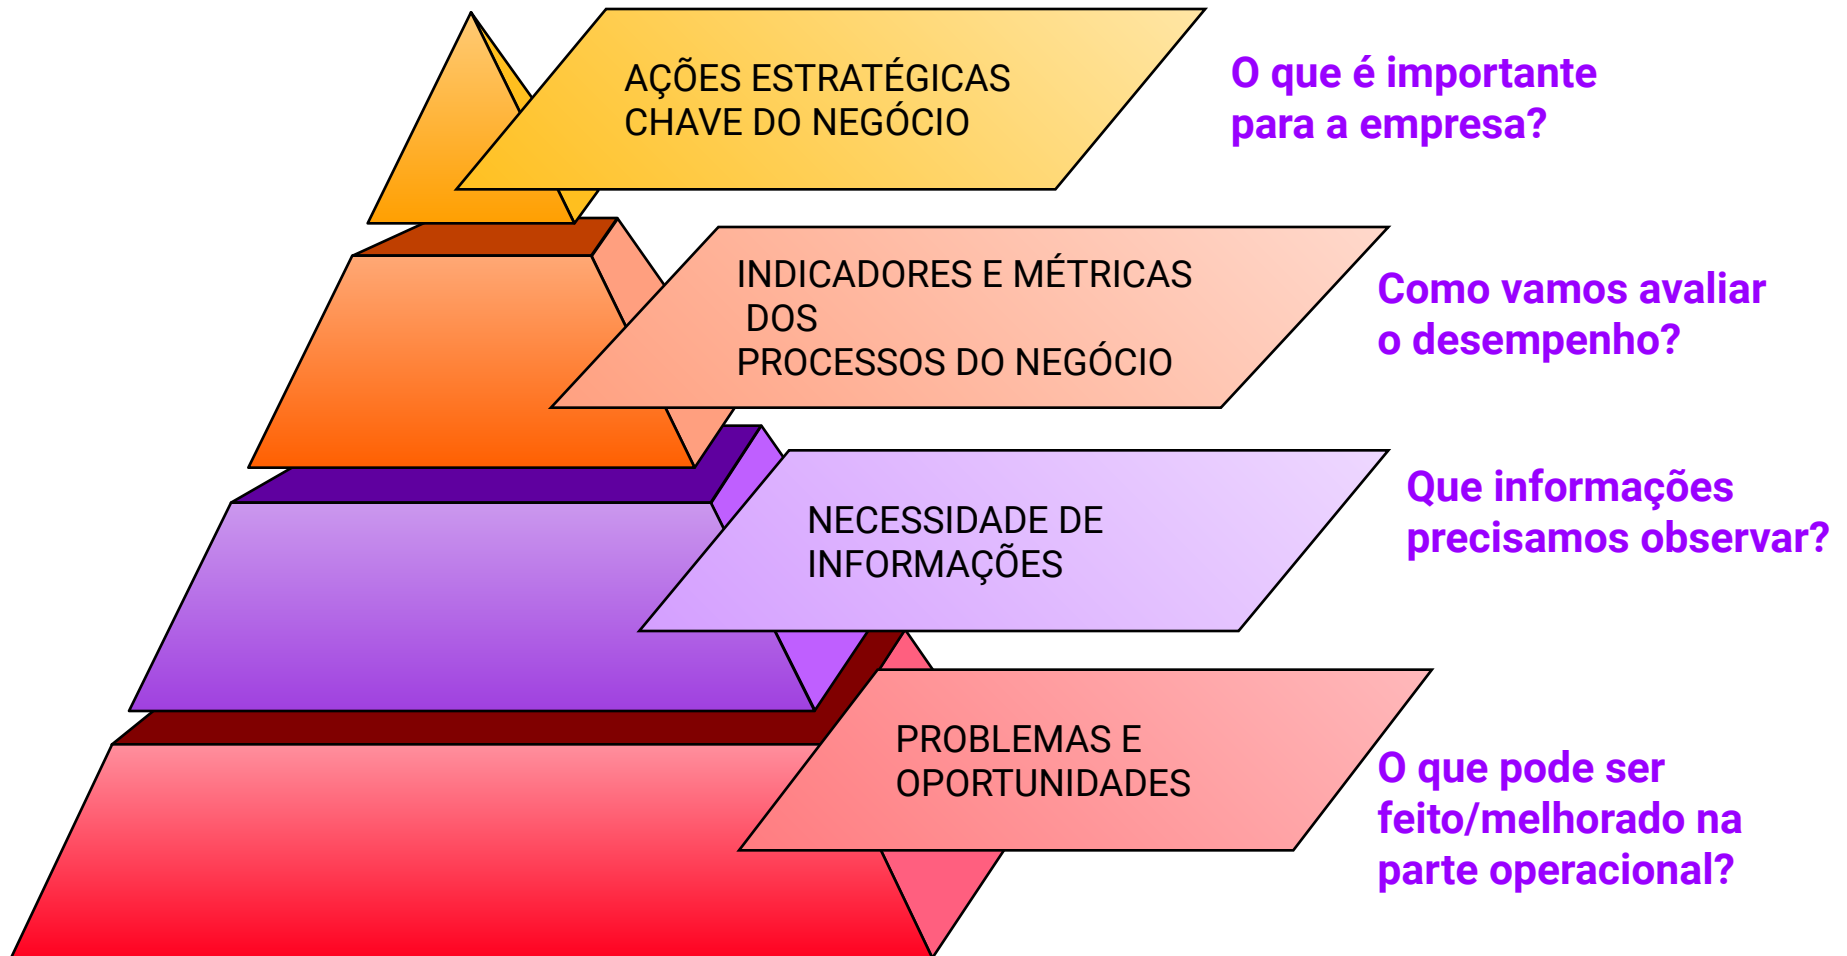 AÇÕES ESTRATÉGICAS
CHAVE DO NEGÓCIO
O que é importante
para a empresa?
INDICADORES E MÉTRICAS
DOS
PROCESSOS DO NEGÓCIO
Como vamos avaliar
o desempenho?
NECESSIDADE DE
INFORMAÇÕES
Que informações
precisamos observar?
PROBLEMAS E
OPORTUNIDADES
O que pode ser
feito/melhorado na
parte operacional?